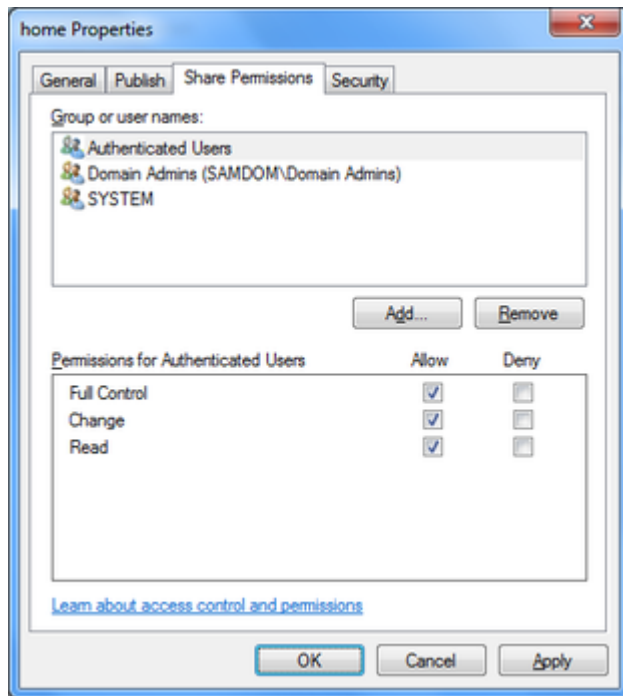 home Properties
General Publish Share Permissions Security
Group or user names:
Authenticated Users
Domain Admins (SAMDOM\Domain Admins)
SYSTEM
Add... Remove
Permissions for Authenticated Users Allow Deny
Full Control
Change
Read
Learn about access control and permissions
OK Cancel Apply